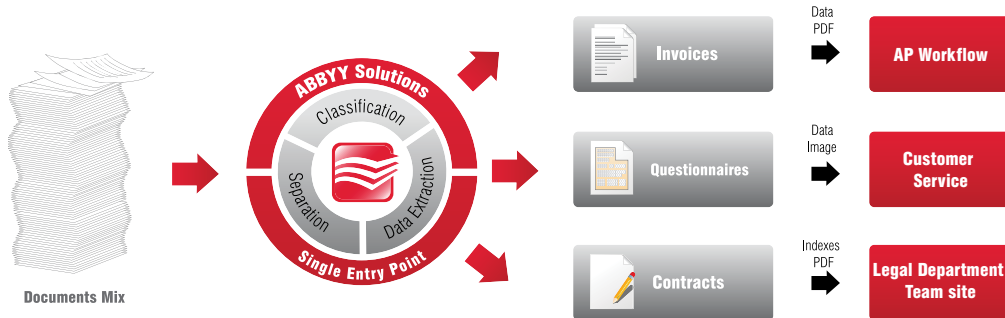 Documents Mix
ABBYY Solutions
Classification
Separation
Data Extraction
Single Entry Point
Invoices
Data
PDF
AP Workflow
Questionnaires
Data
Image
Customer
Service
Contracts
Indexes
PDF
Legal Department
Team site